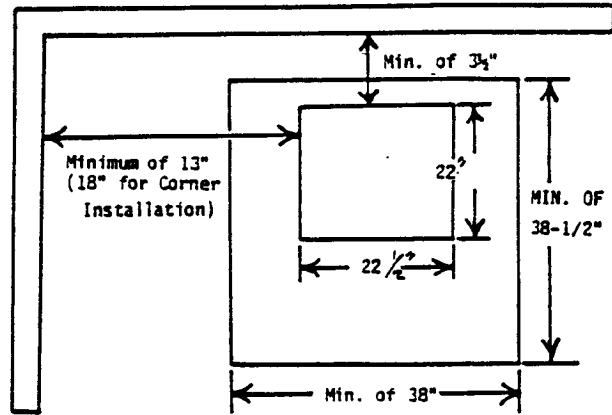 Min. of 3½"
Minimum of 13"
(18" for Corner
Installation)
22"
MIN. OF
38-1/2"
22 1/2"
Min. of 38"